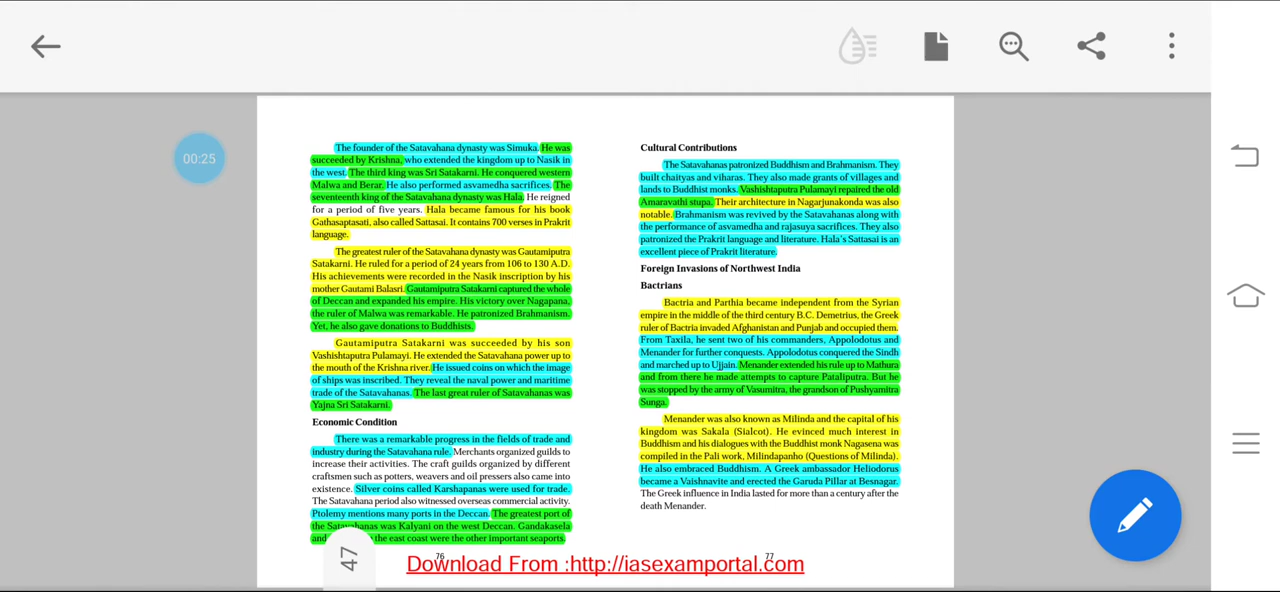 00:25
The founder of the Satavahana dynasty was Simuka. He was
succeeded by Krishna, who extended the kingdom up to Nasik in
the west. The third king was Sri Satakarni. He conquered western
Malwa and Berar. He also performed asvamedha sacrifices. The
seventeenth king of the Satavahana dynasty was Hala. He reigned
for a period of five years. Hala became famous for his book
Gathasaptasati, also called Sattasai. It contains 700 verses in Prakrit
language.
The greatest ruler of the Satavahana dynasty was Gautamiputra
Satakarni. He ruled for a period of 24 years from 106 to 130 A.D.
His achievements were recorded in the Nasik inscription by his
mother Gautami Balasri. Gautamiputra Satakarni captured the whole
of Deccan and expanded his empire. His victory over Nagapana,
the ruler of Malwa was remarkable. He patronized Brahmanism.
Yet, he also gave donations to Buddhists.
Gautamiputra Satakarni was succeeded by his son
Vashishtaputra Pulamayi. He extended the Satavahana power up to
the mouth of the Krishna river. He issued coins on which the image
of ships was inscribed. They reveal the naval power and maritime
trade of the Satavahanas. The last great ruler of Satavahanas was
Yajna Sri Satakarni.
Economic Condition
There was a remarkable progress in the fields of trade and
industry during the Satavahana rule. Merchants organized guilds to
increase their activities. The craft guilds organized by different
craftsmen such as potters, weavers and oil pressers also came into
existence. Silver coins called Karshapanas were used for trade.
The Satavahana period also witnessed overseas commercial activity.
Ptolemy mentions many ports in the Deccan. The greatest port of
the Satavahanas was Kalyani on the west Deccan. Gandakasela
and the east coast were the other important seaports.
76
47
Cultural Contributions
The Satavahanas patronized Buddhism and Brahmanism. They
built chaityas and viharas. They also made grants of villages and
lands to Buddhist monks. Vashishtaputra Pulamayi repaired the old
Amaravathi stupa. Their architecture in Nagarjunakonda was also
notable. Brahmanism was revived by the Satavahanas along with
the performance of asvamedha and rajasuya sacrifices. They also
patronized the Prakrit language and literature. Hala's Sattasai is an
excellent piece of Prakrit literature.
Foreign Invasions of Northwest India
Bactrians
Bactria and Parthia became independent from the Syrian
empire in the middle of the third century B.C. Demetrius, the Greek
ruler of Bactria invaded Afghanistan and Punjab and occupied them.
From Taxila, he sent two of his commanders, Appolodotus and
Menander for further conquests. Appolodotus conquered the Sindh
and marched up to Ujjain. Menander extended his rule up to Mathura
and from there he made attempts to capture Pataliputra. But he
was stopped by the army of Vasumitra, the grandson of Pushyamitra
Sunga.
Menander was also known as Milinda and the capital of his
kingdom was Sakala (Sialcot). He evinced much interest in
Buddhism and his dialogues with the Buddhist monk Nagasena was
compiled in the Pali work, Milindapanho (Questions of Milinda).
He also embraced Buddhism. A Greek ambassador Heliodorus
became a Vaishnavite and erected the Garuda Pillar at Besnagar.
The Greek influence in India lasted for more than a century after the
death Menander.
77
Download From :http://iasexamportal.com